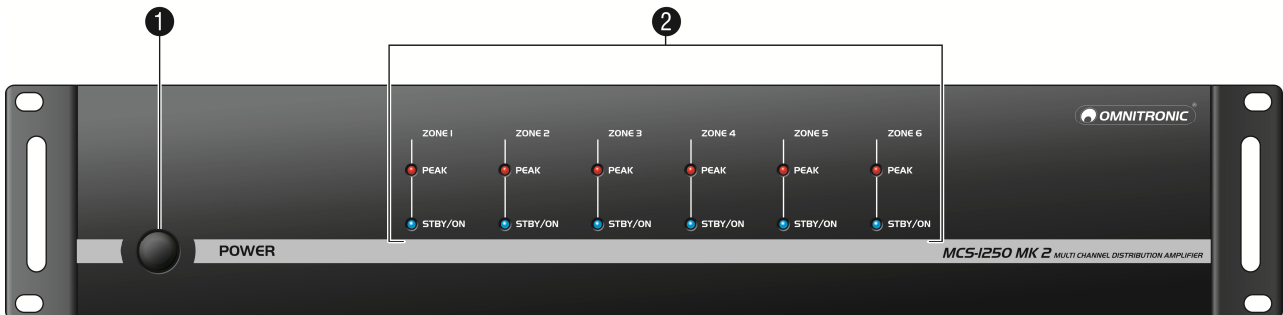 1 2
OMNITRONIC®
ZONE 1 ZONE 2 ZONE 3 ZONE 4 ZONE 5 ZONE 6
PEAK PEAK PEAK PEAK PEAK PEAK
STBY/ON STBY/ON STBY/ON STBY/ON STBY/ON STBY/ON
POWER MCS-1250 MK 2 MULTI CHANNEL DISTRIBUTION AMPLIFIER